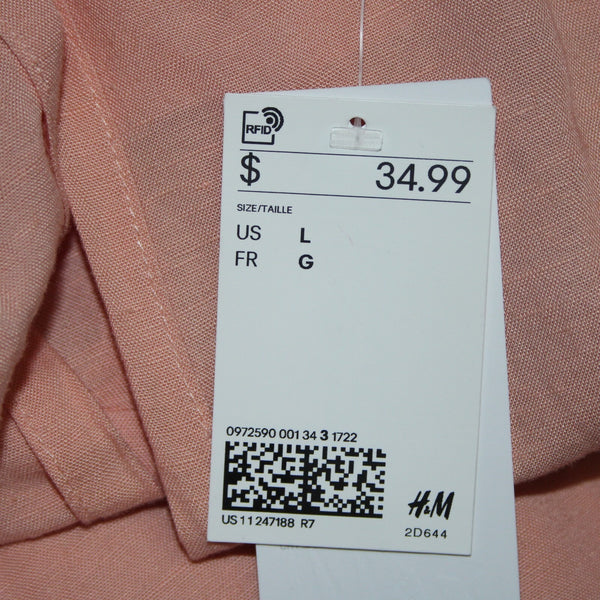 RFID
$ 34.99
SIZE/TAILLE
US L
FR G
0972590 001 34 3 1722
US 11 247188 R7
H&M
2D644